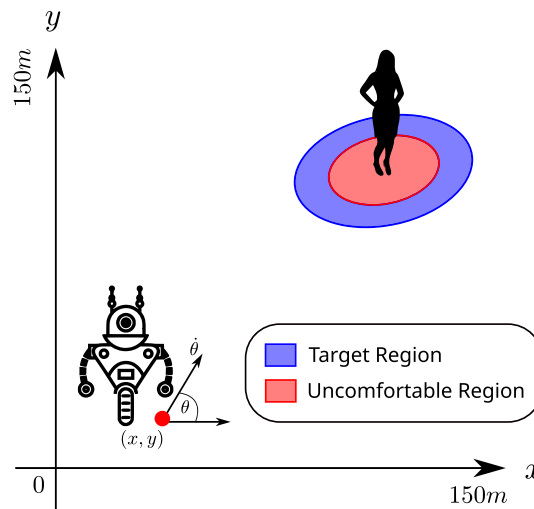 y
150m
θ̇
θ
(x, y)
Target Region
Uncomfortable Region
0
150m
x